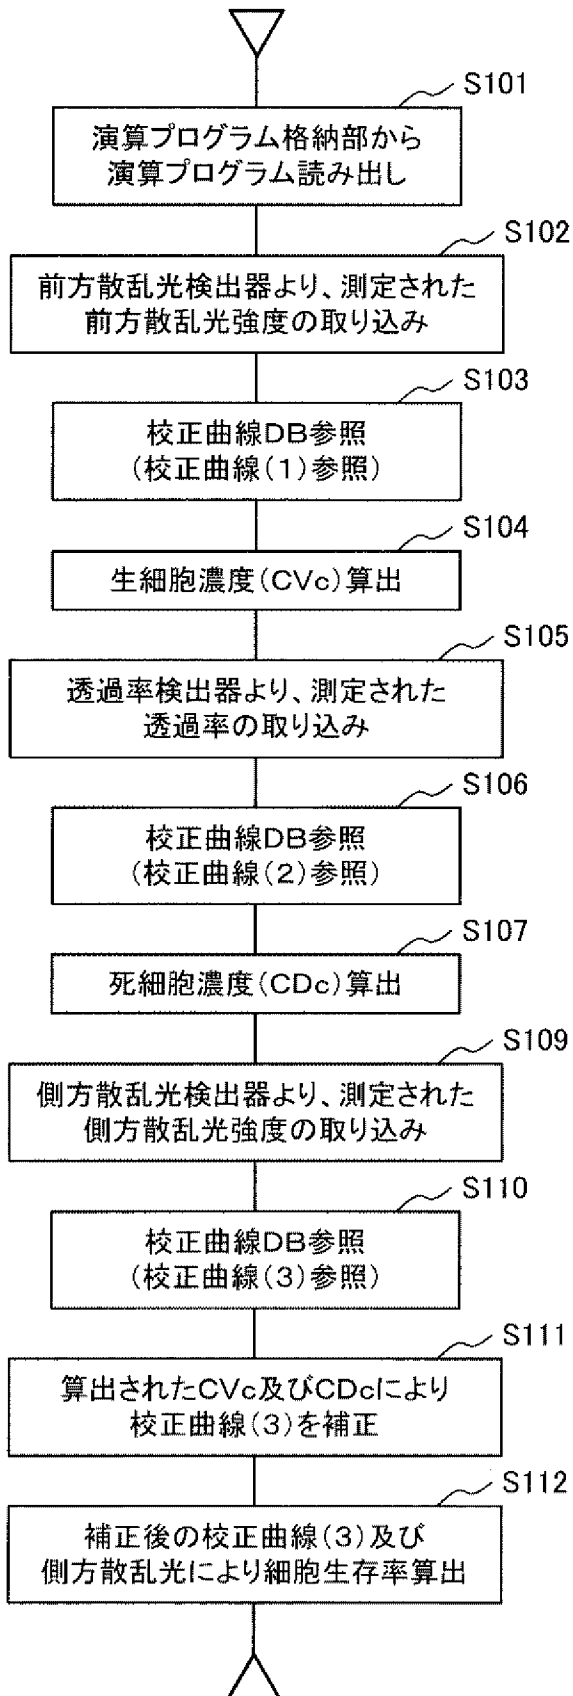 S101
演算プログラム格納部から
演算プログラム読み出し
S102
前方散乱光検出器より、測定された
前方散乱光強度の取り込み
S103
校正曲線DB参照
(校正曲線(1)参照)
S104
生細胞濃度(CVc)算出
S105
透過率検出器より、測定された
透過率の取り込み
S106
校正曲線DB参照
(校正曲線(2)参照)
S107
死細胞濃度(CDc)算出
S109
側方散乱光検出器より、測定された
側方散乱光強度の取り込み
S110
校正曲線DB参照
(校正曲線(3)参照)
S111
算出されたCVc及びCDcにより
校正曲線(3)を補正
S112
補正後の校正曲線(3)及び
側方散乱光により細胞生存率算出